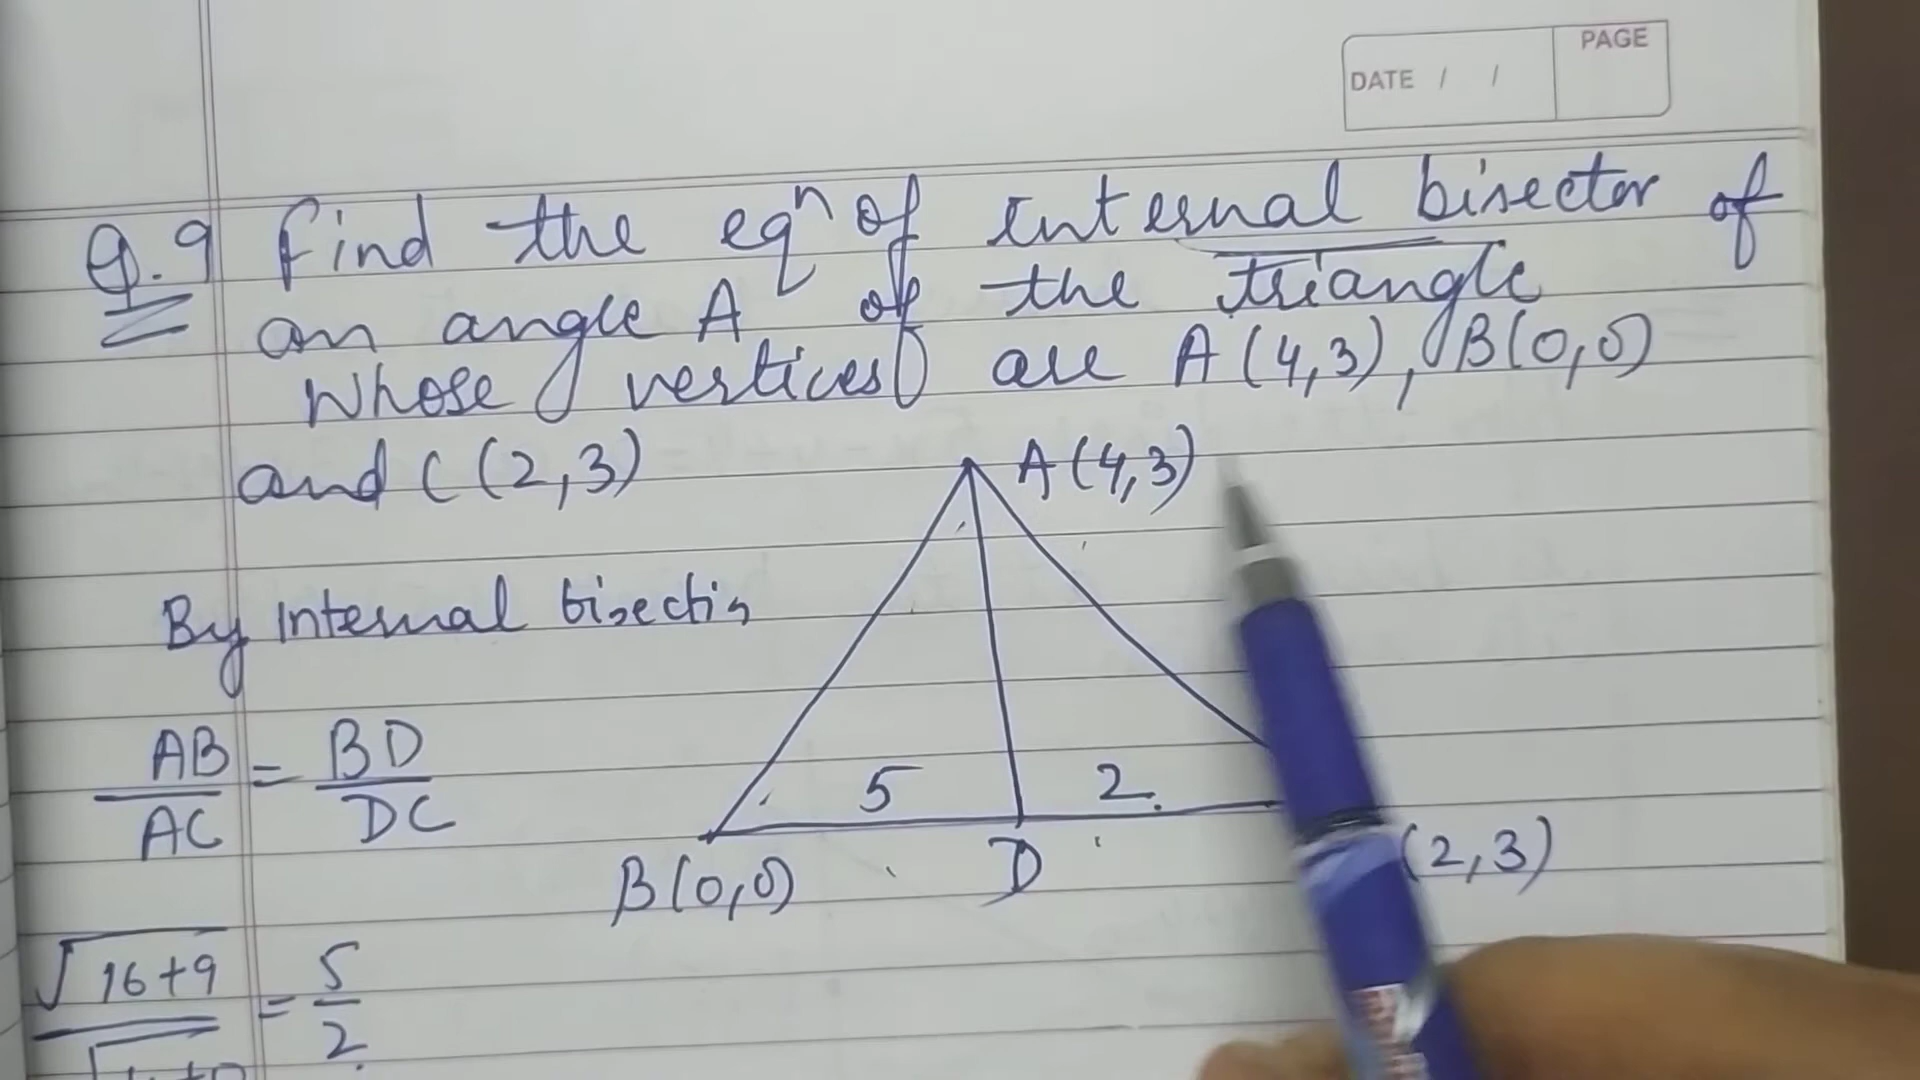 PAGE
DATE / /
Q.9 Find the eqⁿ of internal bisector of
an angle A of the triangle
whose vertices are A(4,3), B(0,0)
and C(2,3)
A(4,3)
By Internal bisectin
AB/AC = BD/DC
5 2
B(0,0) D (2,3)
√16+9 = 5/2